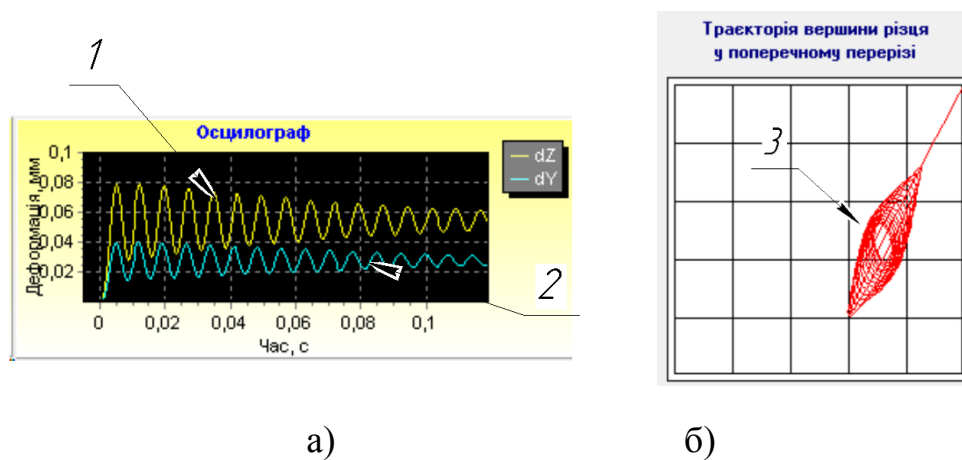 1
Осцилограф
0,1
0,08
0,06
0,04
0,02
Деформація, мм
0
0,02
0,04
0,06
0,08
0,1
Час, с
dZ
dY
2
а)
Траєкторія вершини різця
у поперечному перерізі
3
б)